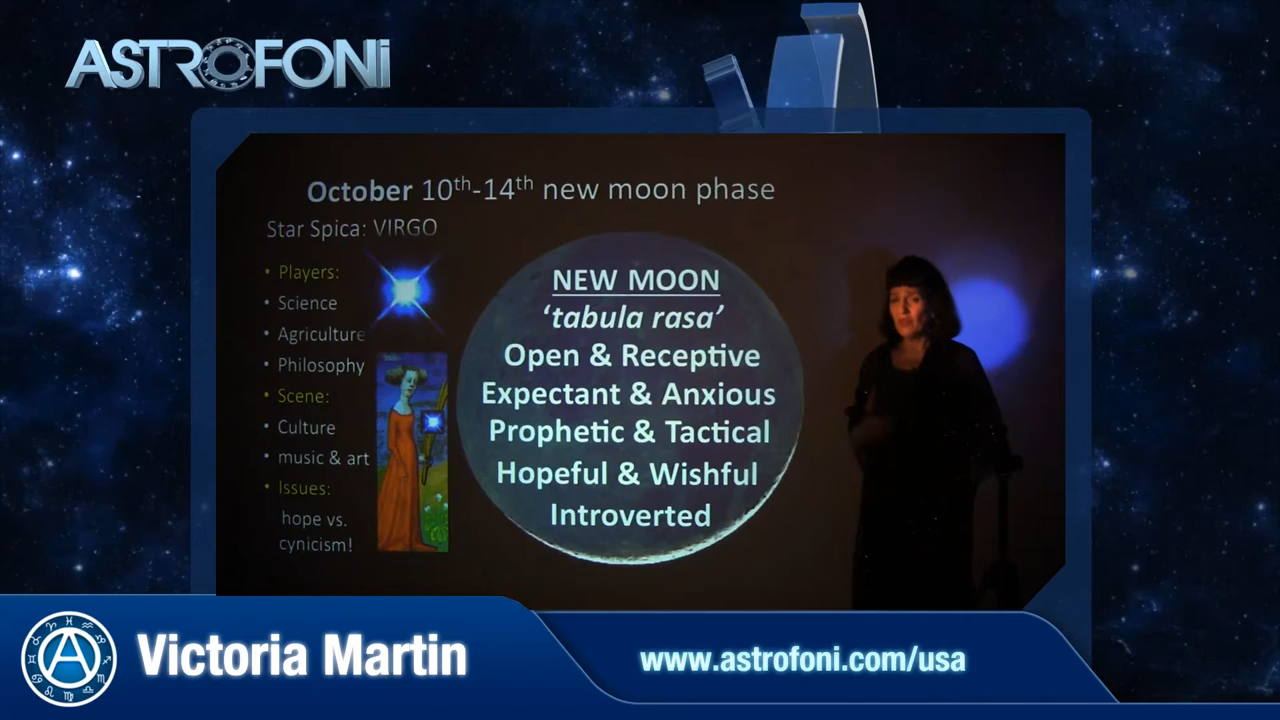 ASTROFONi
October 10th-14th new moon phase
Star Spica: VIRGO
• Players:
• Science
• Agriculture
• Philosophy
• Scene:
• Culture
• music & art
• Issues:
hope vs.
cynicism!
NEW MOON
‘tabula rasa’
Open & Receptive
Expectant & Anxious
Prophetic & Tactical
Hopeful & Wishful
Introverted
Victoria Martin
www.astrofoni.com/usa